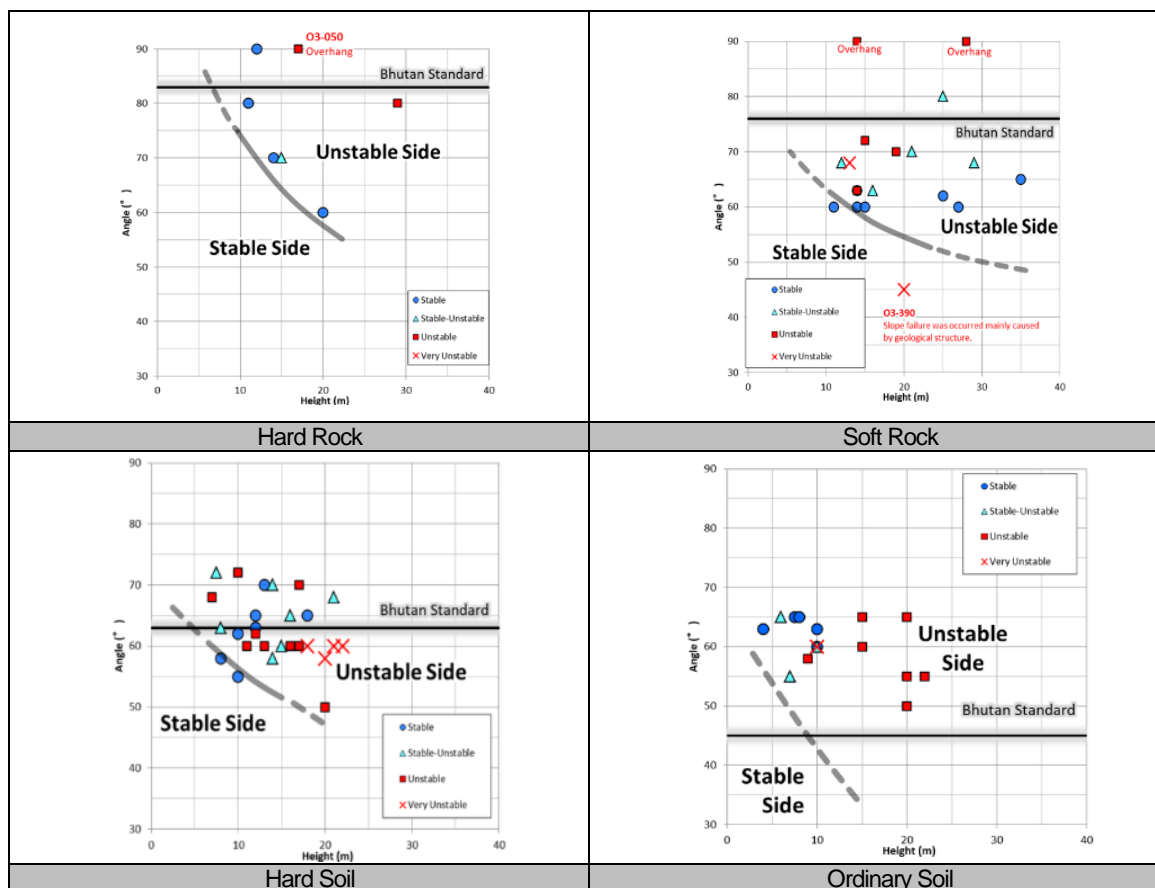 90
80
70
60
50
40
30
0
10
20
30
40
Angle(°)
Height (m)
O3-050
Overhang
Bhutan Standard
Unstable Side
Stable Side
Stable
Stable-Unstable
Unstable
Very Unstable
Hard Rock
90
80
70
60
50
40
30
0
10
20
30
40
Angle(°)
Height (m)
Overhang
Overhang
Bhutan Standard
Unstable Side
Stable Side
Stable
Stable-Unstable
Unstable
Very Unstable
O3-390
Slope failure was occurred mainly caused
by geological structure.
Soft Rock
90
80
70
60
50
40
30
0
10
20
30
40
Angle(°)
Height (m)
Bhutan Standard
Unstable Side
Stable Side
Stable
Stable-Unstable
Unstable
Very Unstable
Hard Soil
90
80
70
60
50
40
30
0
10
20
30
40
Angle(°)
Height (m)
Stable
Stable-Unstable
Unstable
Very Unstable
Unstable
Side
Bhutan Standard
Stable
Side
Ordinary Soil